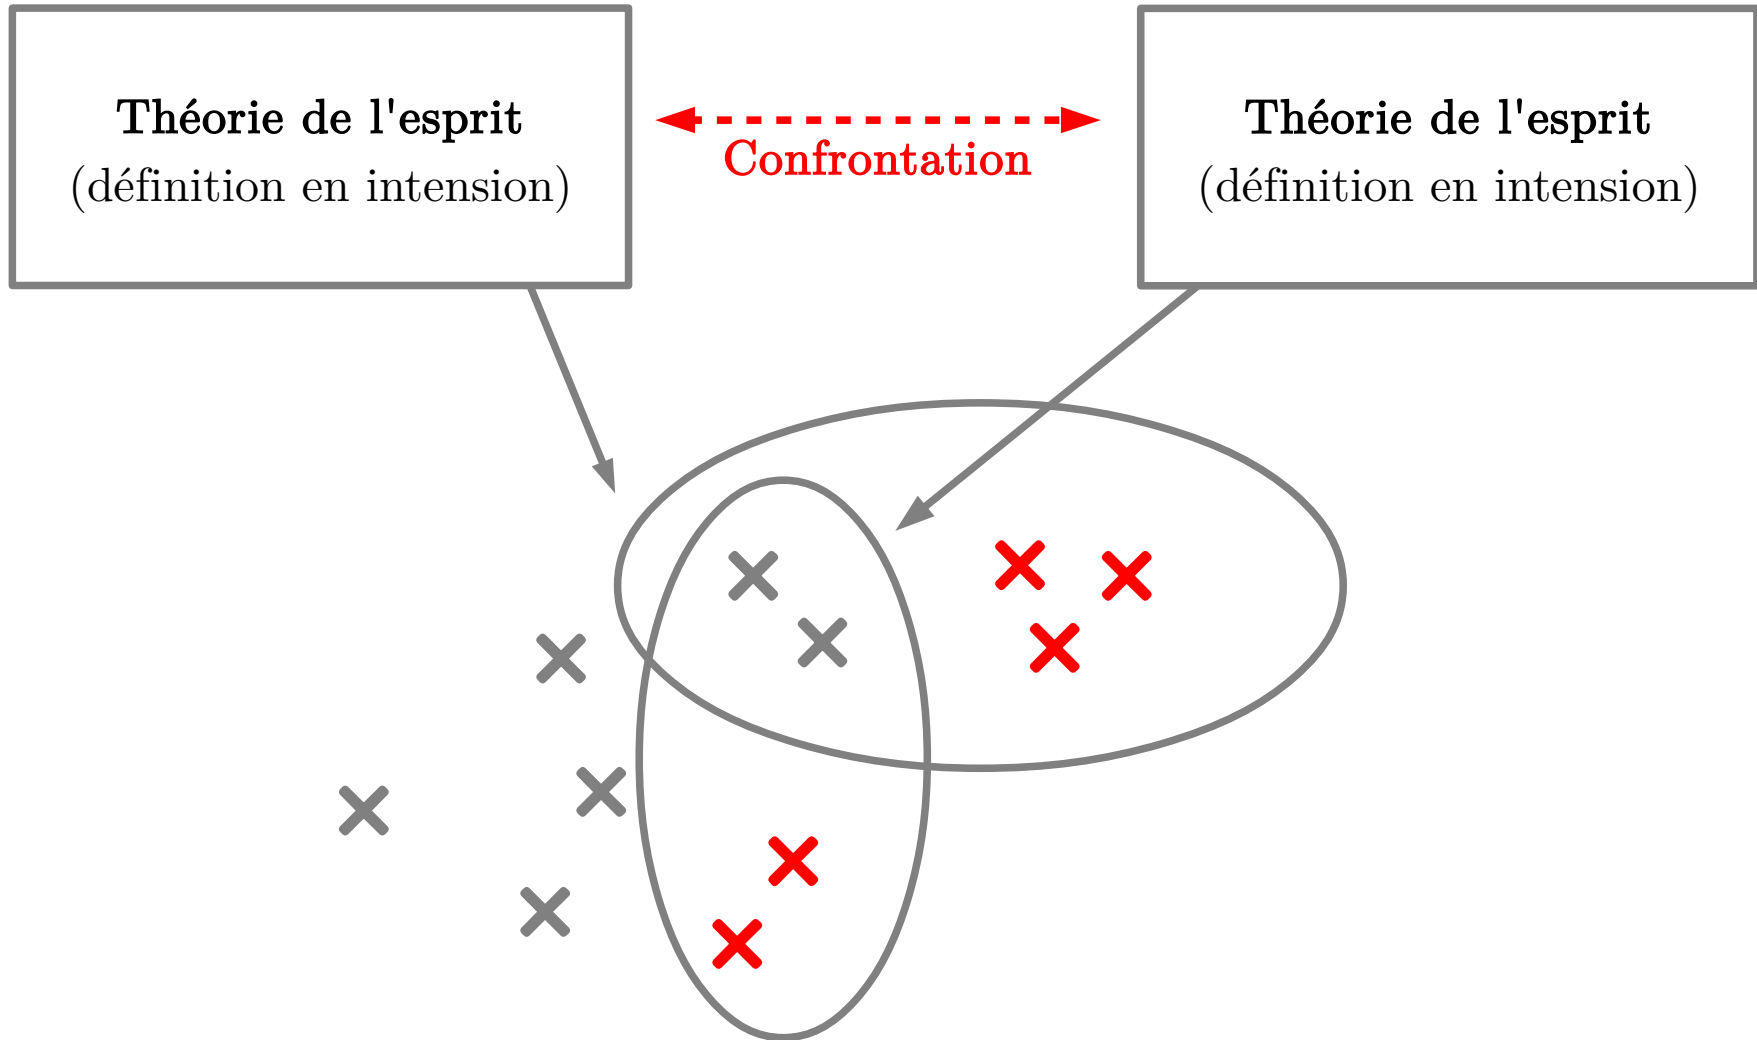 Théorie de l'esprit
(définition en intension)
Confrontation
Théorie de l'esprit
(définition en intension)